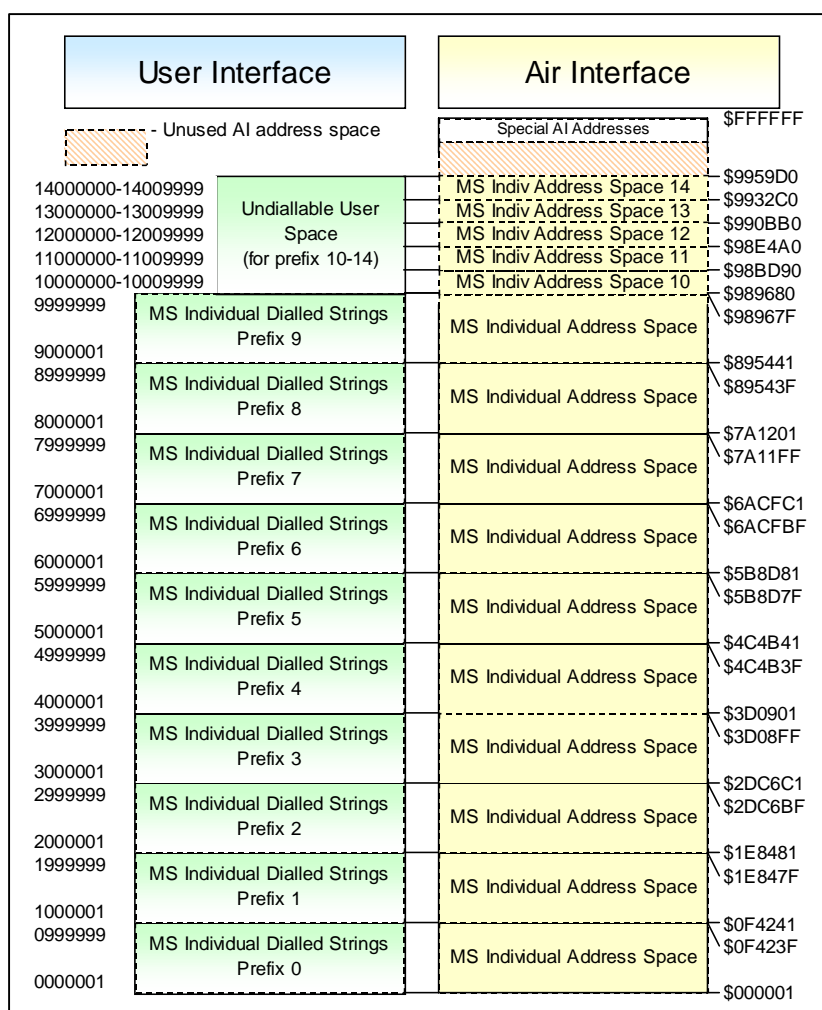 User Interface
Air Interface
- Unused AI address space
Special AI Addresses
$FFFFFF
14000000-14009999
13000000-13009999
12000000-12009999
11000000-11009999
10000000-10009999
Undiallable User
Space
(for prefix 10-14)
MS Indiv Address Space 14
MS Indiv Address Space 13
MS Indiv Address Space 12
MS Indiv Address Space 11
MS Indiv Address Space 10
$9959D0
$9932C0
$990BB0
$98E4A0
$98BD90
$989680
9999999
MS Individual Dialled Strings
Prefix 9
MS Individual Address Space
$98967F
9000001
$895441
8999999
MS Individual Dialled Strings
Prefix 8
MS Individual Address Space
$89543F
8000001
$7A1201
7999999
MS Individual Dialled Strings
Prefix 7
MS Individual Address Space
$7A11FF
7000001
$6ACFC1
6999999
MS Individual Dialled Strings
Prefix 6
MS Individual Address Space
$6ACFBF
6000001
$5B8D81
5999999
MS Individual Dialled Strings
Prefix 5
MS Individual Address Space
$5B8D7F
5000001
$4C4B41
4999999
MS Individual Dialled Strings
Prefix 4
MS Individual Address Space
$4C4B3F
4000001
$3D0901
3999999
MS Individual Dialled Strings
Prefix 3
MS Individual Address Space
$3D08FF
3000001
$2DC6C1
2999999
MS Individual Dialled Strings
Prefix 2
MS Individual Address Space
$2DC6BF
2000001
$1E8481
1999999
MS Individual Dialled Strings
Prefix 1
MS Individual Address Space
$1E847F
1000001
$0F4241
0999999
MS Individual Dialled Strings
Prefix 0
MS Individual Address Space
$0F423F
0000001
$000001